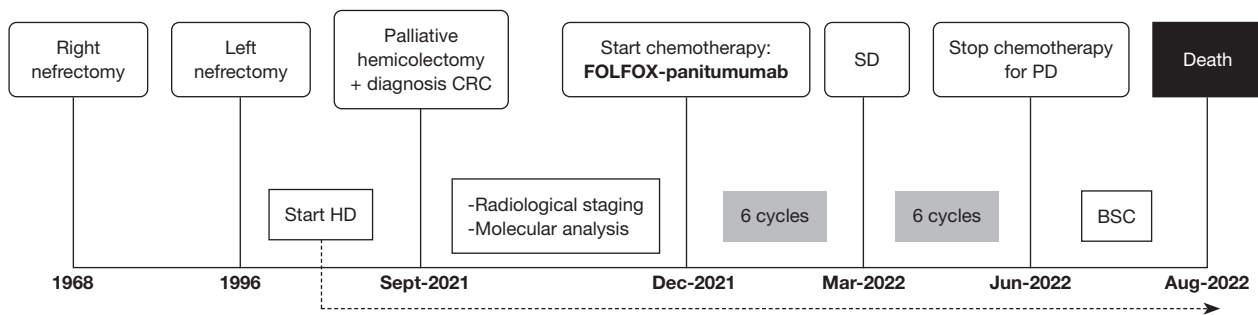 Right
nefrectomy
Left
nefrectomy
Palliative
hemicolectomy
+ diagnosis CRC
Start chemotherapy:
FOLFOX-panitumumab
SD
Stop chemotherapy
for PD
Death
Start HD
-Radiological staging
-Molecular analysis
6 cycles
6 cycles
BSC
1968
1996
Sept-2021
Dec-2021
Mar-2022
Jun-2022
Aug-2022